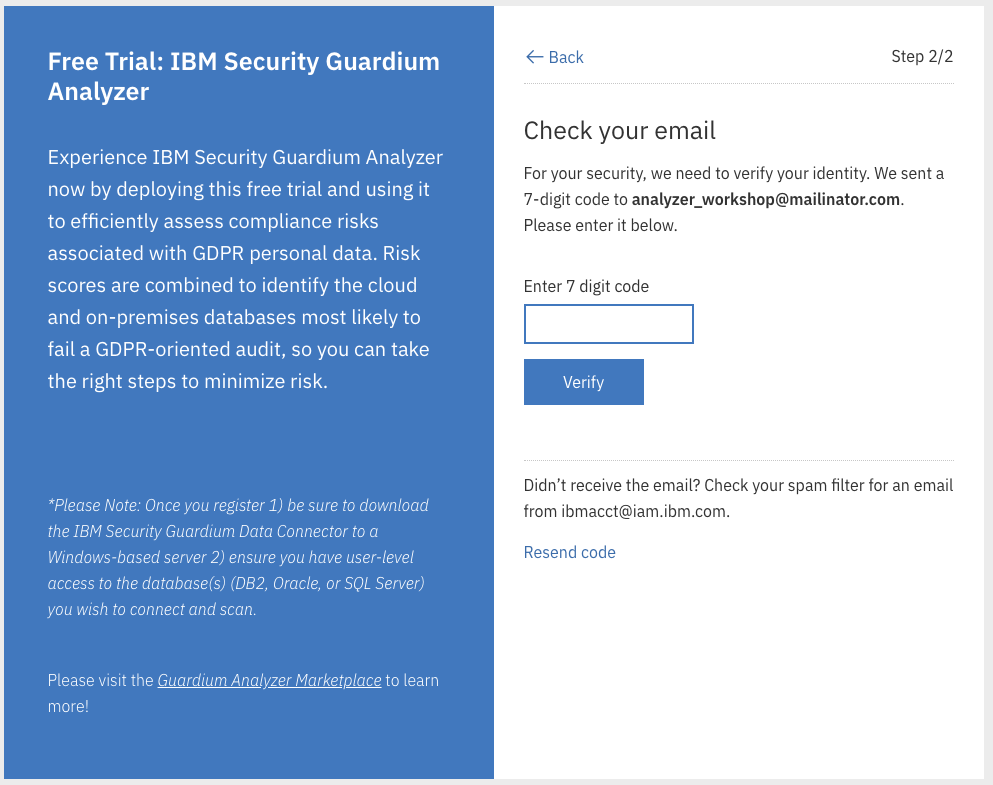 Free Trial: IBM Security Guardium
Analyzer
Experience IBM Security Guardium Analyzer
now by deploying this free trial and using it
to efficiently assess compliance risks
associated with GDPR personal data. Risk
scores are combined to identify the cloud
and on-premises databases most likely to
fail a GDPR-oriented audit, so you can take
the right steps to minimize risk.
*Please Note: Once you register 1) be sure to download
the IBM Security Guardium Data Connector to a
Windows-based server 2) ensure you have user-level
access to the database(s) (DB2, Oracle, or SQL Server)
you wish to connect and scan.
Please visit the Guardium Analyzer Marketplace to learn
more!
← Back
Step 2/2
Check your email
For your security, we need to verify your identity. We sent a
7-digit code to analyzer_workshop@mailinator.com.
Please enter it below.
Enter 7 digit code
Verify
Didn’t receive the email? Check your spam filter for an email
from ibmacct@iam.ibm.com.
Resend code